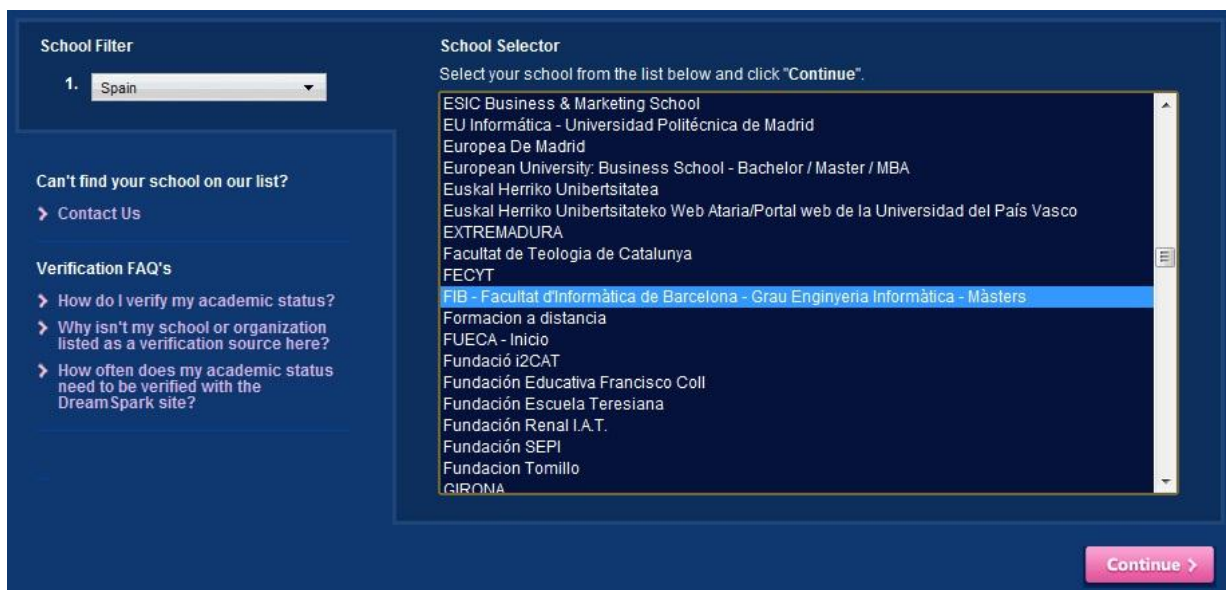 School Filter
1. Spain
Can't find your school on our list?
Contact Us
Verification FAQ's
How do I verify my academic status?
Why isn't my school or organization
listed as a verification source here?
How often does my academic status
need to be verified with the
DreamSpark site?
School Selector
Select your school from the list below and click "Continue".
ESIC Business & Marketing School
EU Informática - Universidad Politécnica de Madrid
Europea De Madrid
European University: Business School - Bachelor / Master / MBA
Euskal Herriko Unibertsitatea
Euskal Herriko Unibertsitateko Web Ataria/Portal web de la Universidad del País Vasco
EXTREMADURA
Facultat de Teologia de Catalunya
FECYT
FIB - Facultat d'Informàtica de Barcelona - Grau Enginyeria Informàtica - Màsters
Formacion a distancia
FUECA - Inicio
Fundació i2CAT
Fundación Educativa Francisco Coll
Fundación Escuela Teresiana
Fundación Renal I.A.T.
Fundación SEPI
Fundacion Tomillo
GIRONA
Continue